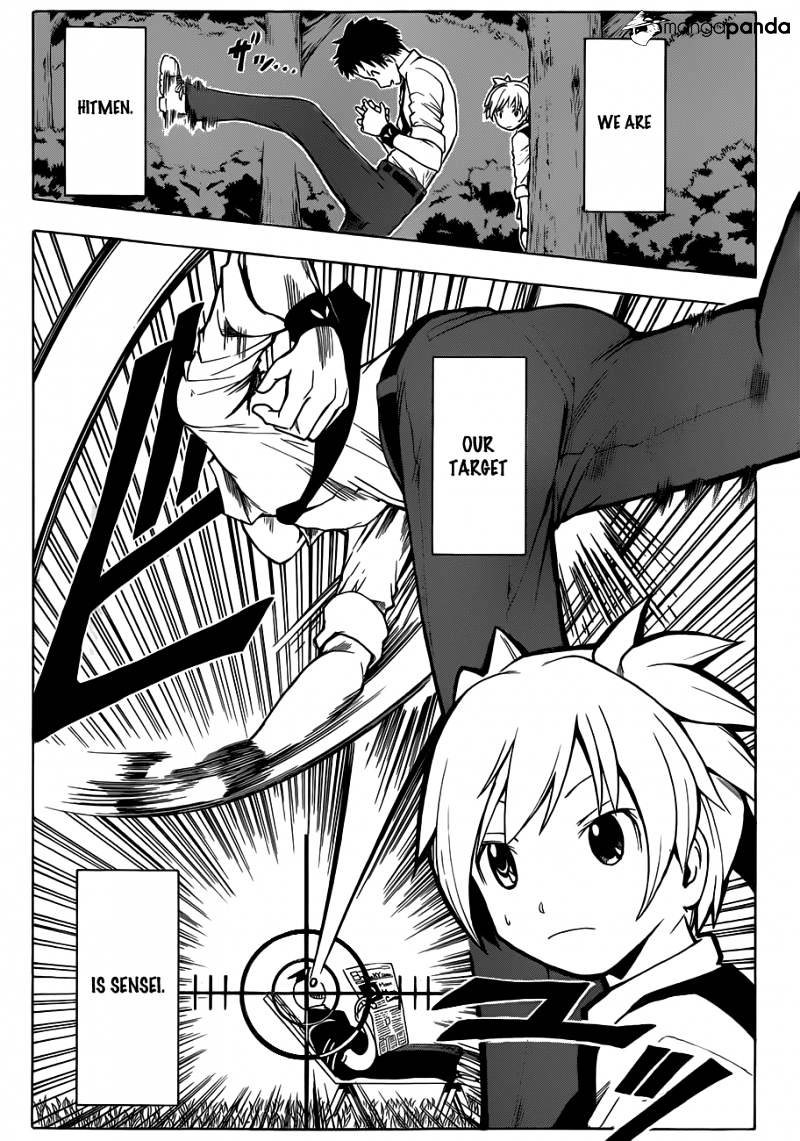 mangapanda
WE ARE
ザッ…
HITMEN.
OUR
TARGET
IS SENSEI.